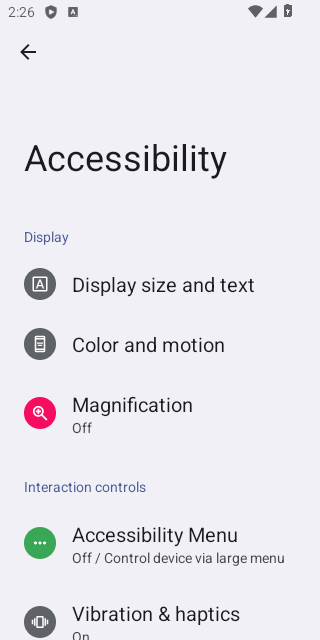 2:26
Accessibility
Display
Display size and text
Color and motion
Magnification
Off
Interaction controls
Accessibility Menu
Off / Control device via large menu
Vibration & haptics
On